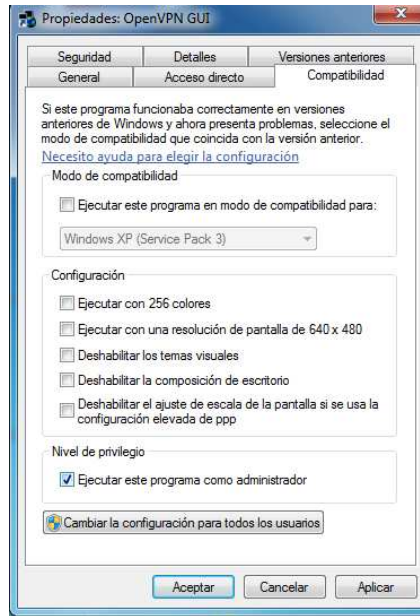 Propiedades: OpenVPN GUI
Seguridad
Detalles
Versiones anteriores
General
Acceso directo
Compatibilidad
Si este programa funcionaba correctamente en versiones
anteriores de Windows y ahora presenta problemas, seleccione el
modo de compatibilidad que coincida con la versión anterior.
Necesito ayuda para elegir la configuración
Modo de compatibilidad
Ejecutar este programa en modo de compatibilidad para:
Windows XP (Service Pack 3)
Configuración
Ejecutar con 256 colores
Ejecutar con una resolución de pantalla de 640 x 480
Deshabilitar los temas visuales
Deshabilitar la composición de escritorio
Deshabilitar el ajuste de escala de la pantalla si se usa la
configuración elevada de ppp
Nivel de privilegio
Ejecutar este programa como administrador
Cambiar la configuración para todos los usuarios
Aceptar
Cancelar
Aplicar